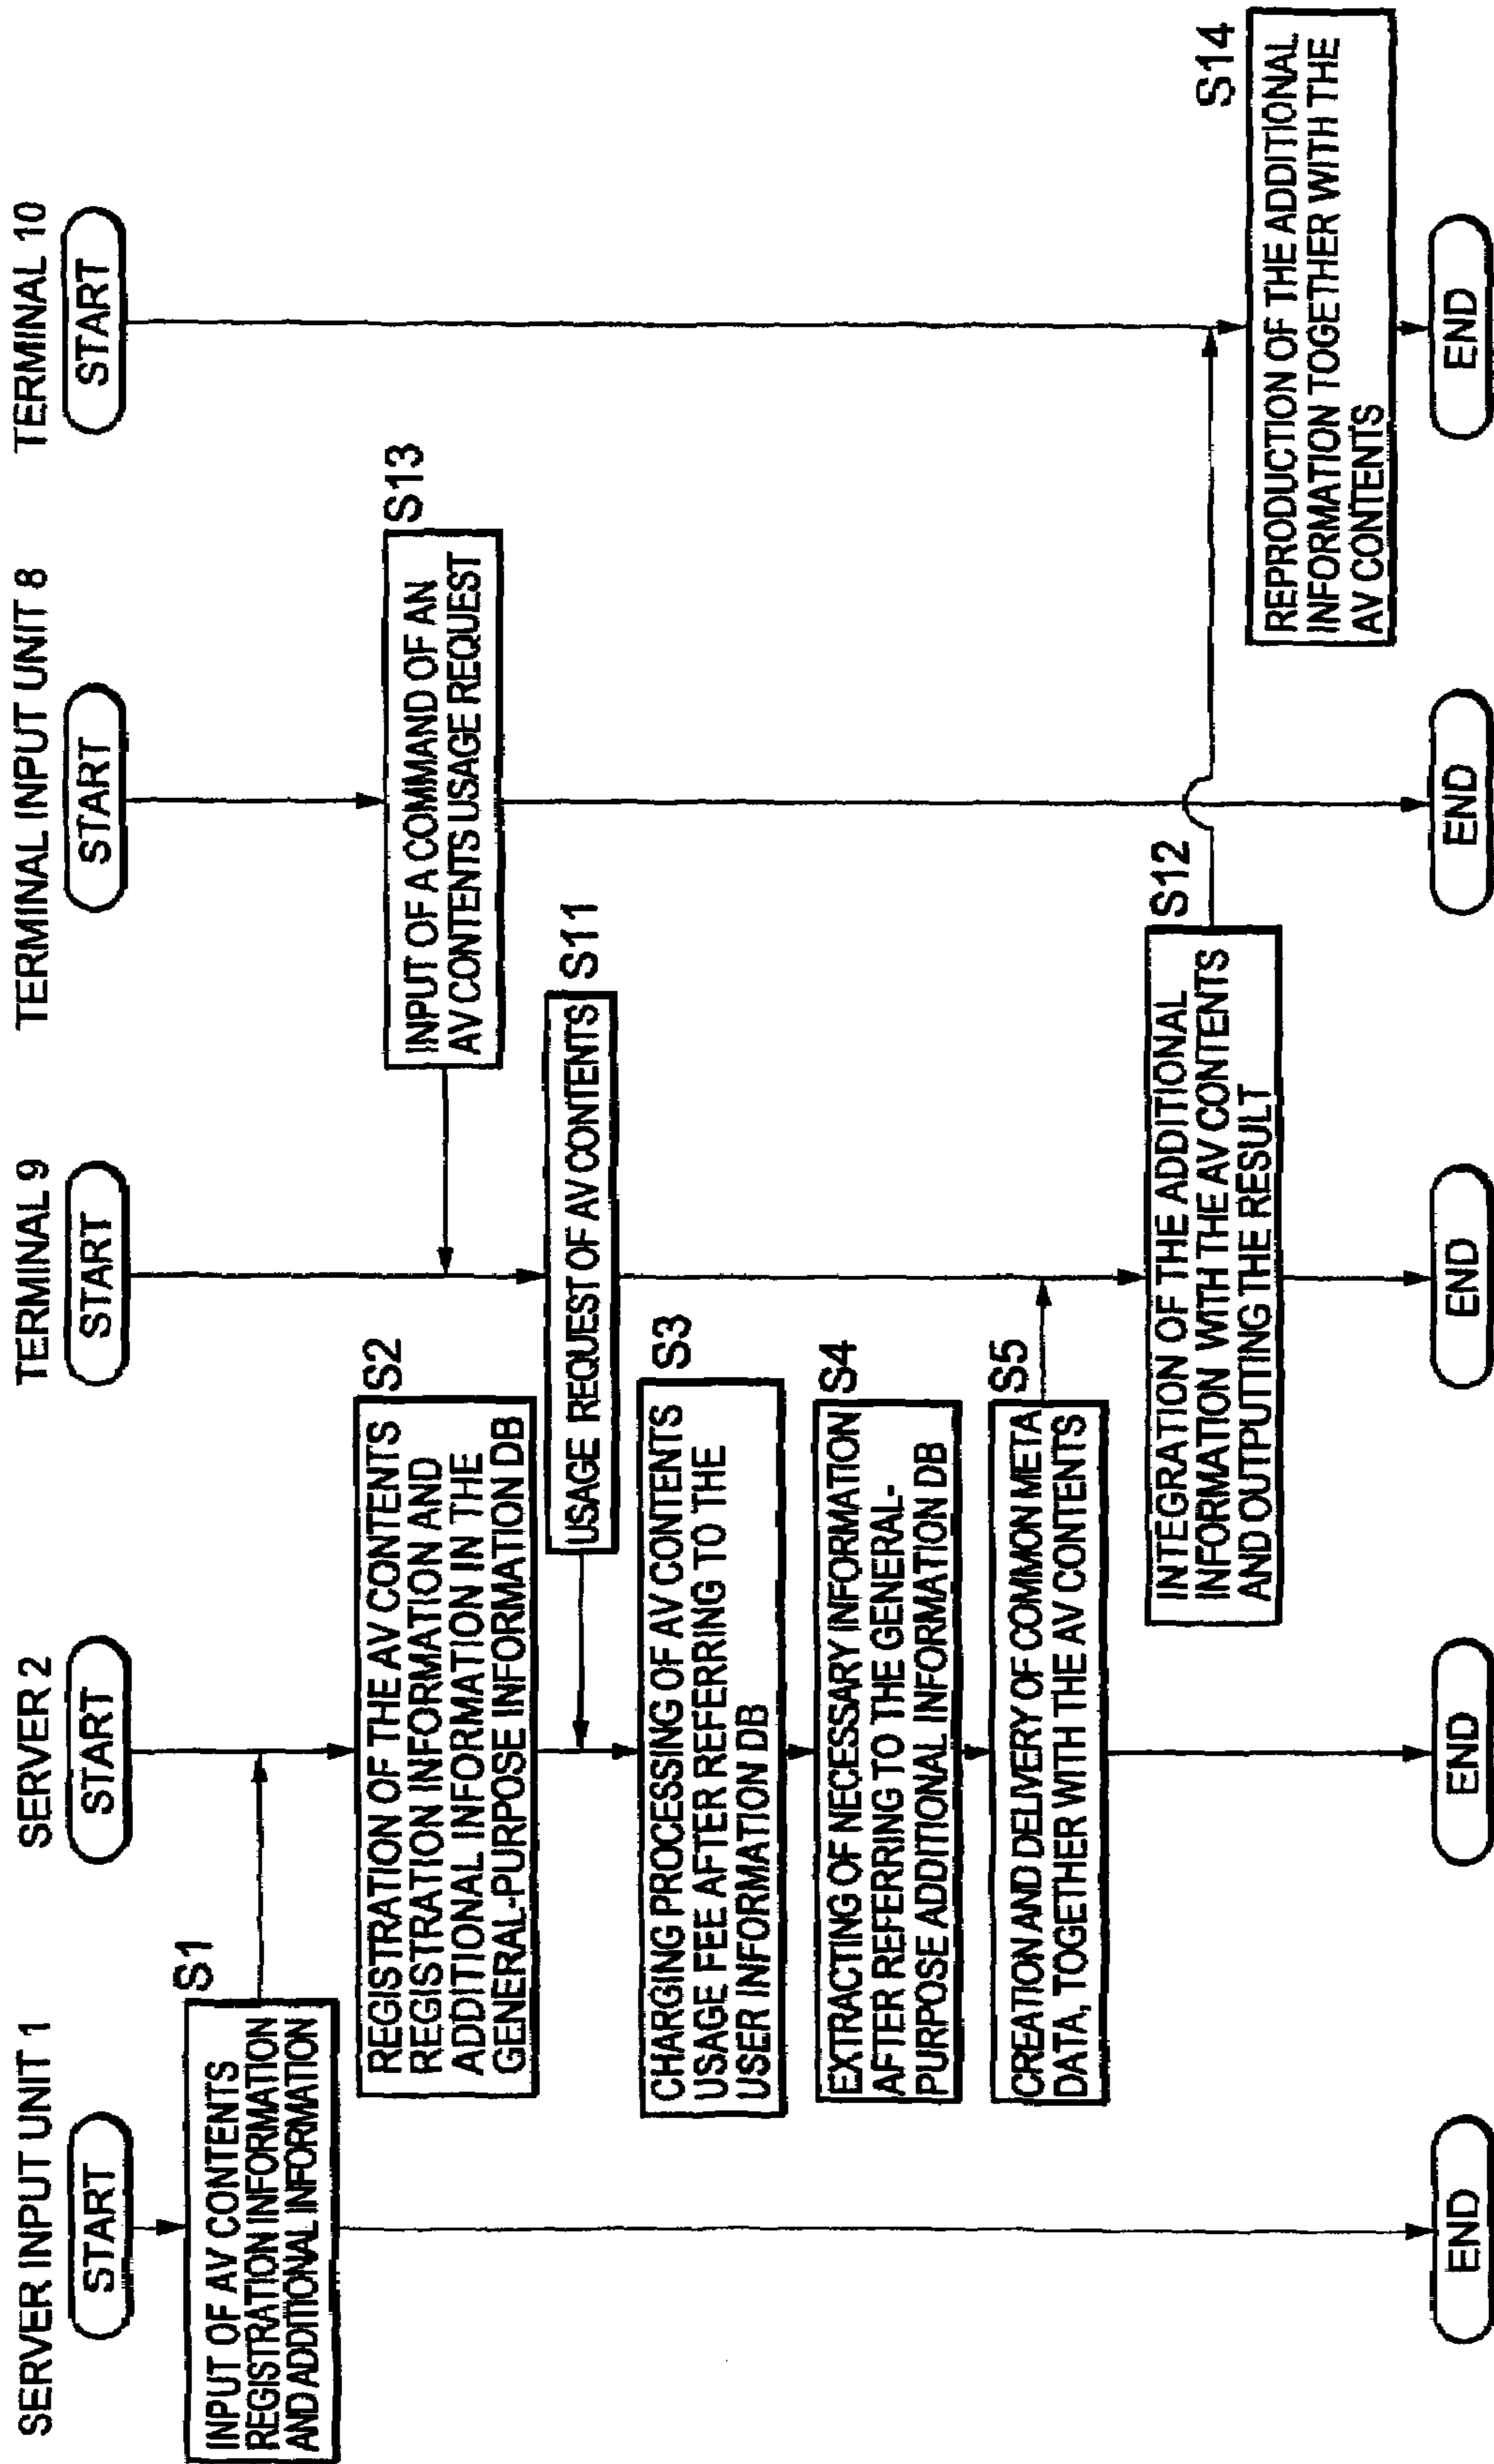 SERVER INPUT UNIT 1
START
S1
INPUT OF AV CONTENTS
REGISTRATION INFORMATION
AND ADDITIONAL INFORMATION
END
SERVER 2
START
S2
REGISTRATION OF THE AV CONTENTS
REGISTRATION INFORMATION AND
ADDITIONAL INFORMATION IN THE
GENERAL-PURPOSE INFORMATION DB
S3
CHARGING PROCESSING OF AV CONTENTS
USAGE FEE AFTER REFERRING TO THE
USER INFORMATION DB
S4
EXTRACTING OF NECESSARY INFORMATION
AFTER REFERRING TO THE GENERAL-
PURPOSE ADDITIONAL INFORMATION DB
S5
CREATION AND DELIVERY OF COMMON META
DATA, TOGETHER WITH THE AV CONTENTS
END
TERMINAL 9
START
S11
USAGE REQUEST OF AV CONTENTS
S12
INTEGRATION OF THE ADDITIONAL
INFORMATION WITH THE AV CONTENTS
AND OUTPUTING THE RESULT
END
TERMINAL INPUT UNIT 8
START
S13
INPUT OF A COMMAND OF AN
AV CONTENTS USAGE REQUEST
END
TERMINAL 10
START
S14
REPRODUCTION OF THE ADDITIONAL
INFORMATION TOGETHER WITH THE
AV CONTENTS
END